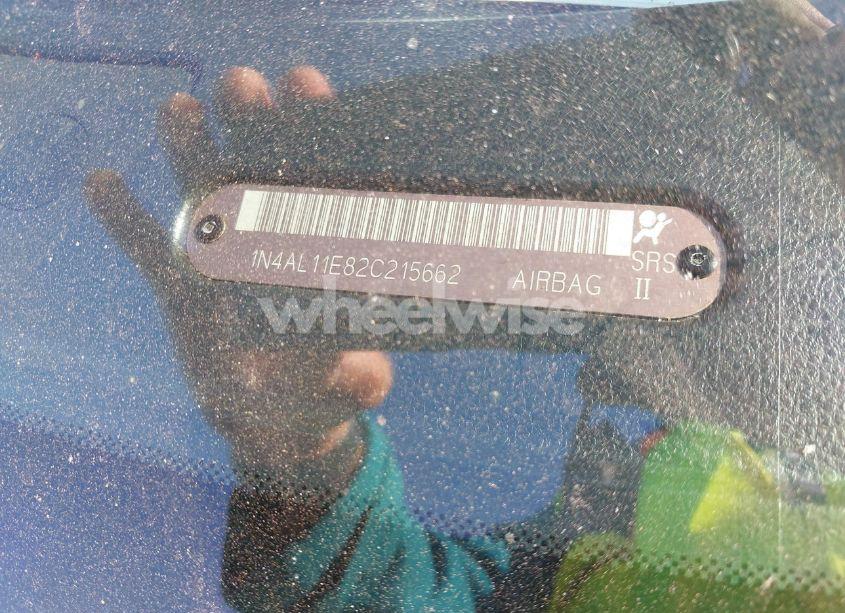 1N4AL11E82C215662 AIRBAG SRS II
wheelwise